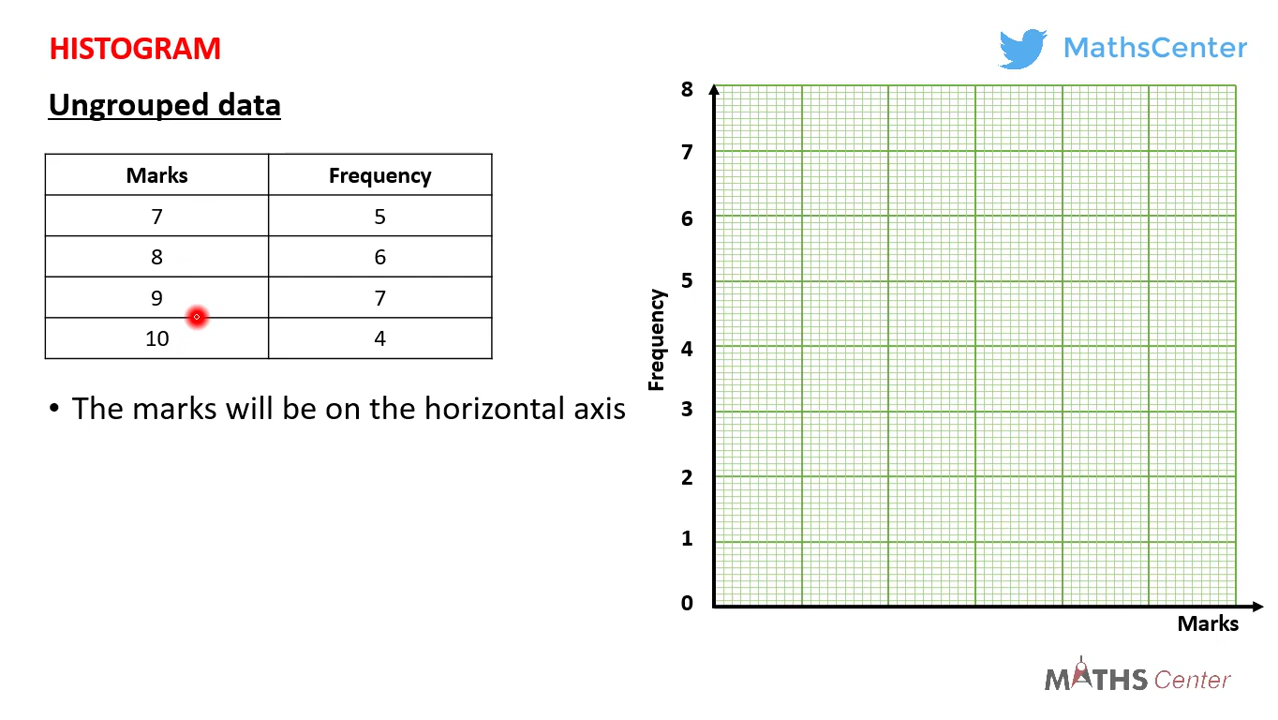 HISTOGRAM
MathsCenter
Ungrouped data
Marks Frequency
7 5
8 6
9 7
10 4
• The marks will be on the horizontal axis
8
7
6
5
4
3
2
1
0
Frequency
Marks
MATHS Center